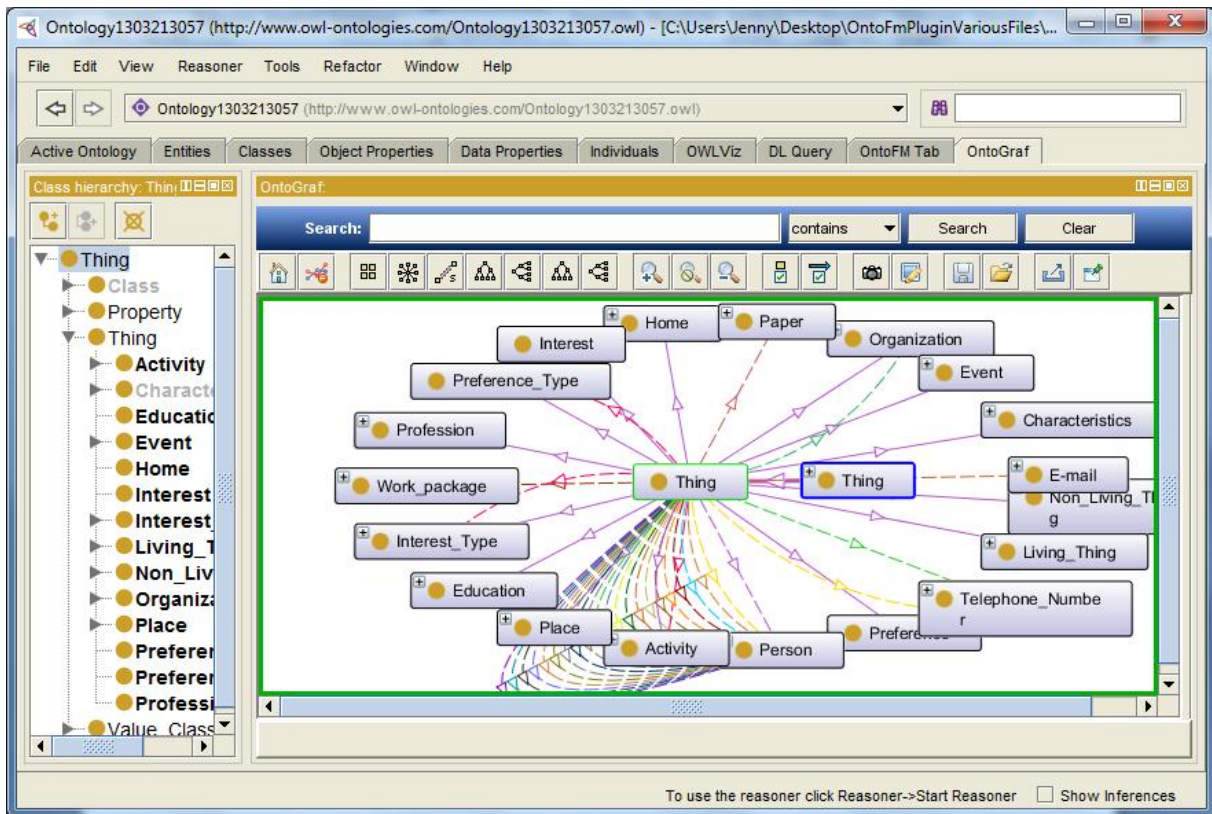 Ontology1303213057 (http://www.owl-ontologies.com/Ontology1303213057.owl) - [C:\Users\Jenny\Desktop\OntoFmPluginVariousFiles\...
File Edit View Reasoner Tools Refactor Window Help
Ontology1303213057 (http://www.owl-ontologies.com/Ontology1303213057.owl)
Active Ontology Entities Classes Object Properties Data Properties Individuals OWLViz DL Query OntoFM Tab OntoGraf
Class hierarchy: Thing
Thing
Class
Property
Thing
Activity
Characte
Educatio
Event
Home
Interest
Interest_
Living_T
Non_Liv
Organiza
Place
Preferer
Preferer
Professi
Value_Class
OntoGraf:
Search: contains Search Clear
Home
Paper
Interest
Organization
Preference_Type
Event
Profession
Characteristics
Work_package
Thing
Thing
E-mail
Non_Living_Thi
g
Interest_Type
Living_Thing
Education
Telephone_Numbe
r
Place
Activity
Person
Preference
To use the reasoner click Reasoner->Start Reasoner Show Inferences